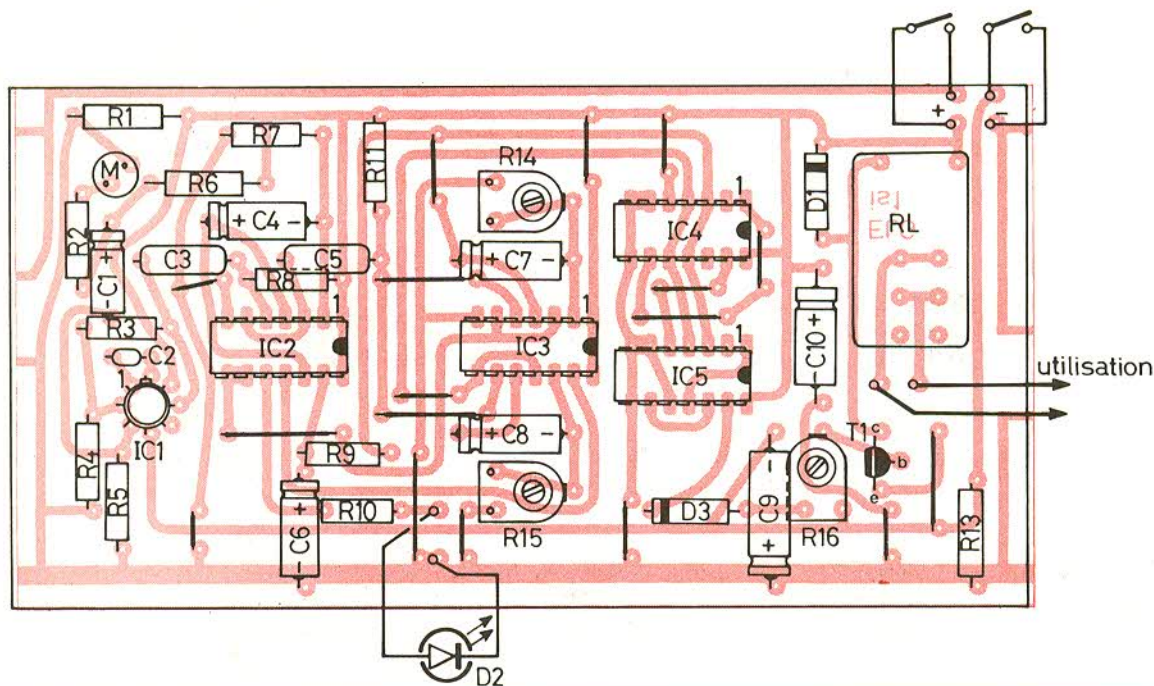 R1
R7
R11
R14
+
-
M
R6
D1
RL
R2
+ C4 -
1
IC4
- C1 +
C3
C5
R8
+ C7 -
R3
1
IC2
1
IC3
1
IC5
C10 +
-
C2
1
IC1
utilisation
R4
R5
R9
+ C8 -
T1
c
b
e
- C6 +
R10
R15
D3
C9
-
+
R16
R13
D2